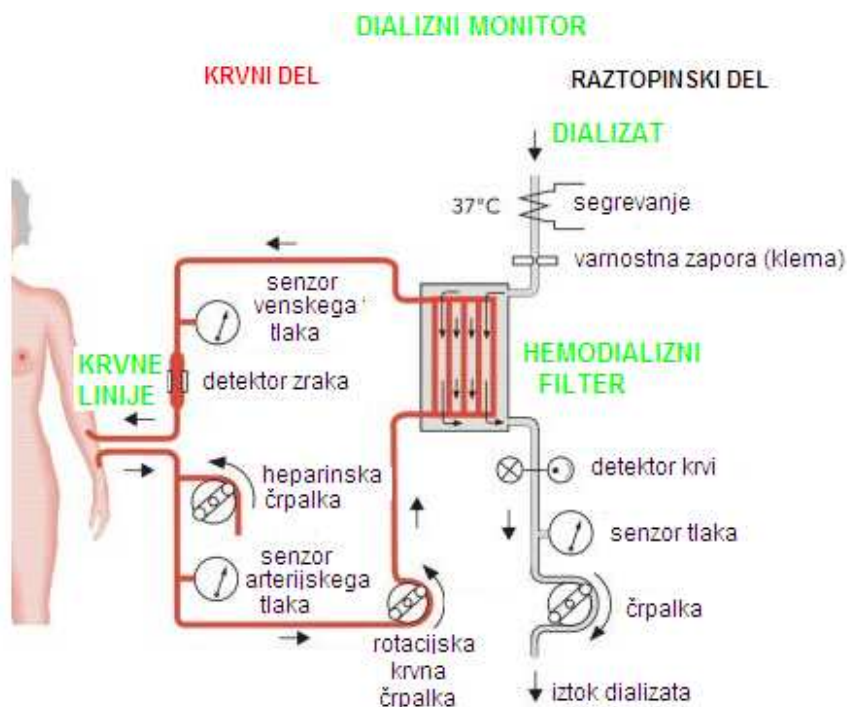 DIALIZNI MONITOR
KRVNI DEL
RAZTOPINSKI DEL
DIALIZAT
37°C
segrevanje
varnostna zapora (klema)
senzor
venskega
tlaka
KRVNE
LINIJE
detektor zraka
HEMODIALIZNI
FILTER
heparinska
črpalka
detektor krvi
senzor
arterijskega
tlaka
senzor tlaka
rotacijska
krvna
črpalka
črpalka
iztok dializata